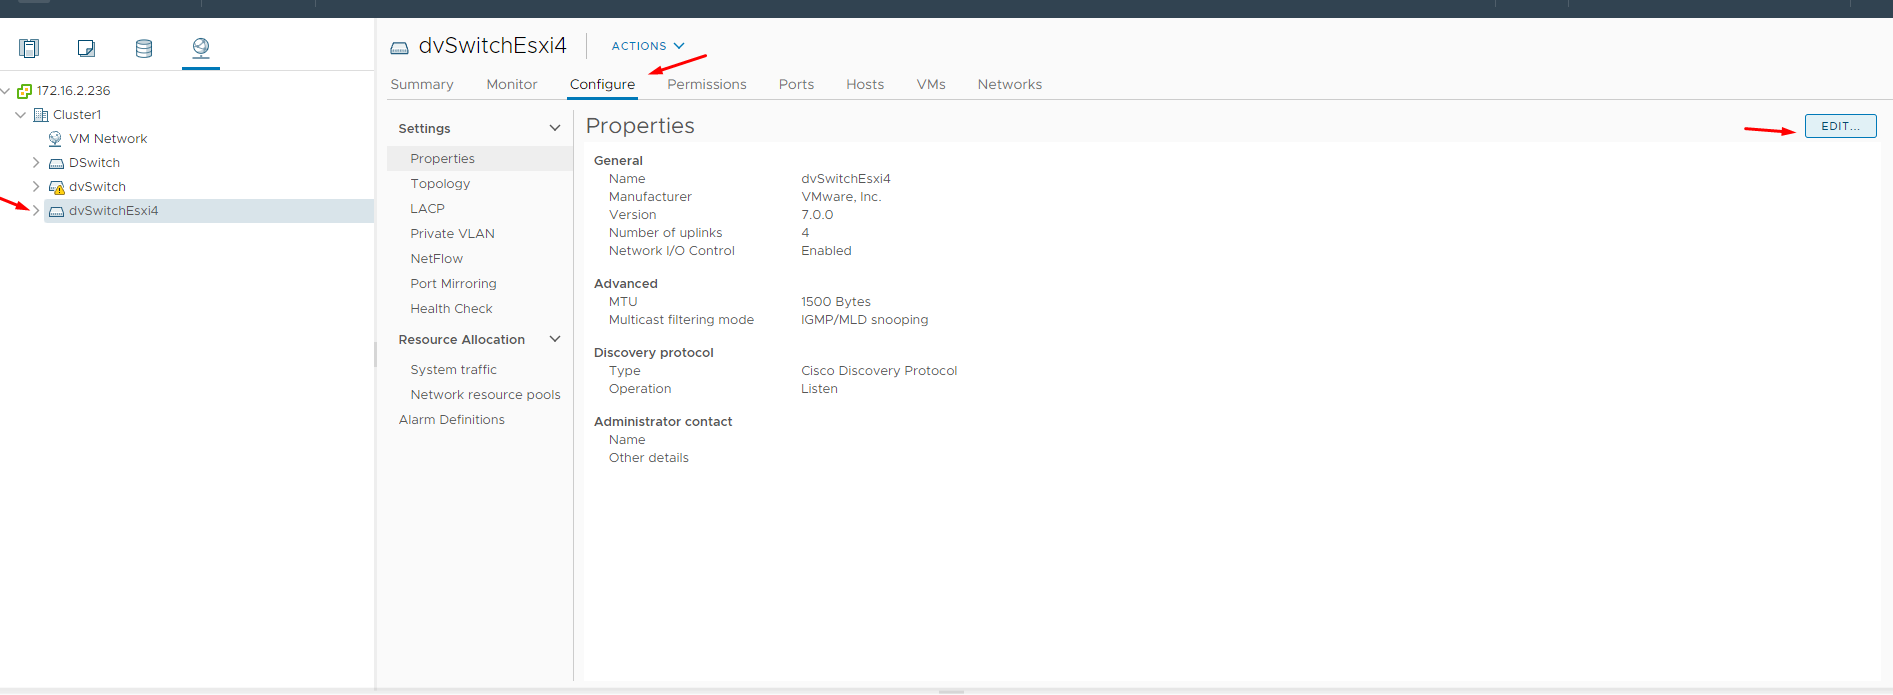 dvSwitchEsxi4
ACTIONS
Summary Monitor Configure Permissions Ports Hosts VMs Networks
172.16.2.236
Cluster1
VM Network
DSwitch
dvSwitch
dvSwitchEsxi4
Settings
Properties
Topology
LACP
Private VLAN
NetFlow
Port Mirroring
Health Check
Resource Allocation
System traffic
Network resource pools
Alarm Definitions
Properties
EDIT...
General
Name dvSwitchEsxi4
Manufacturer VMware, Inc.
Version 7.0.0
Number of uplinks 4
Network I/O Control Enabled
Advanced
MTU 1500 Bytes
Multicast filtering mode IGMP/MLD snooping
Discovery protocol
Type Cisco Discovery Protocol
Operation Listen
Administrator contact
Name
Other details